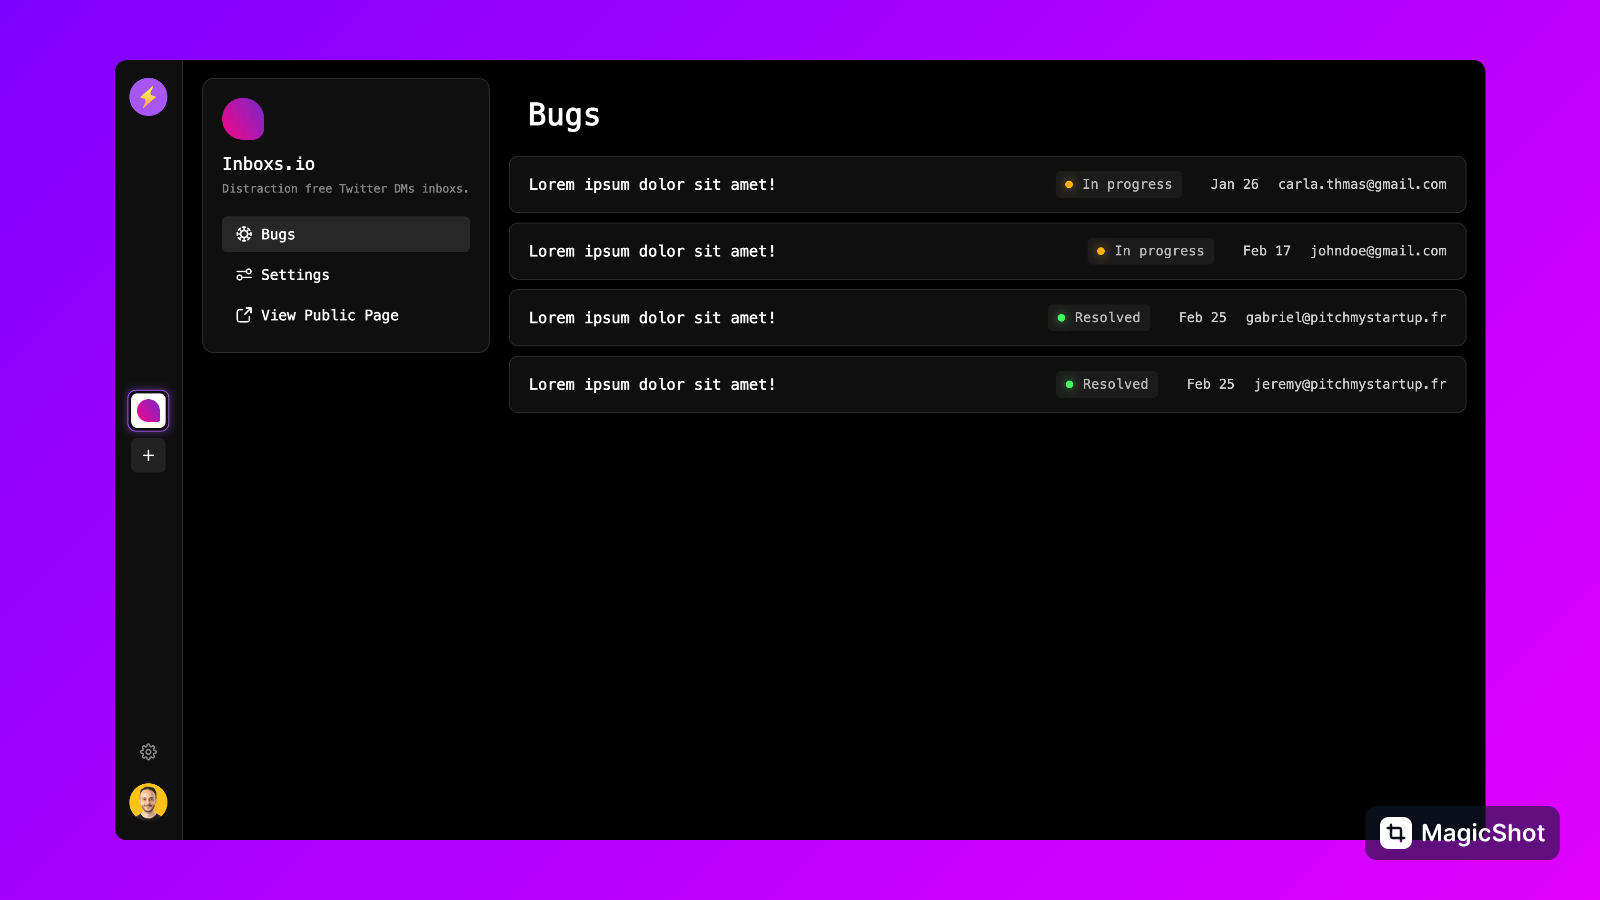 Inboxs.io
Distraction free Twitter DMs inboxs.
Bugs
Settings
View Public Page
Bugs
Lorem ipsum dolor sit amet! In progress Jan 26 carla.thmas@gmail.com
Lorem ipsum dolor sit amet! In progress Feb 17 johndoe@gmail.com
Lorem ipsum dolor sit amet! Resolved Feb 25 gabriel@pitchmystartup.fr
Lorem ipsum dolor sit amet! Resolved Feb 25 jeremy@pitchmystartup.fr
MagicShot